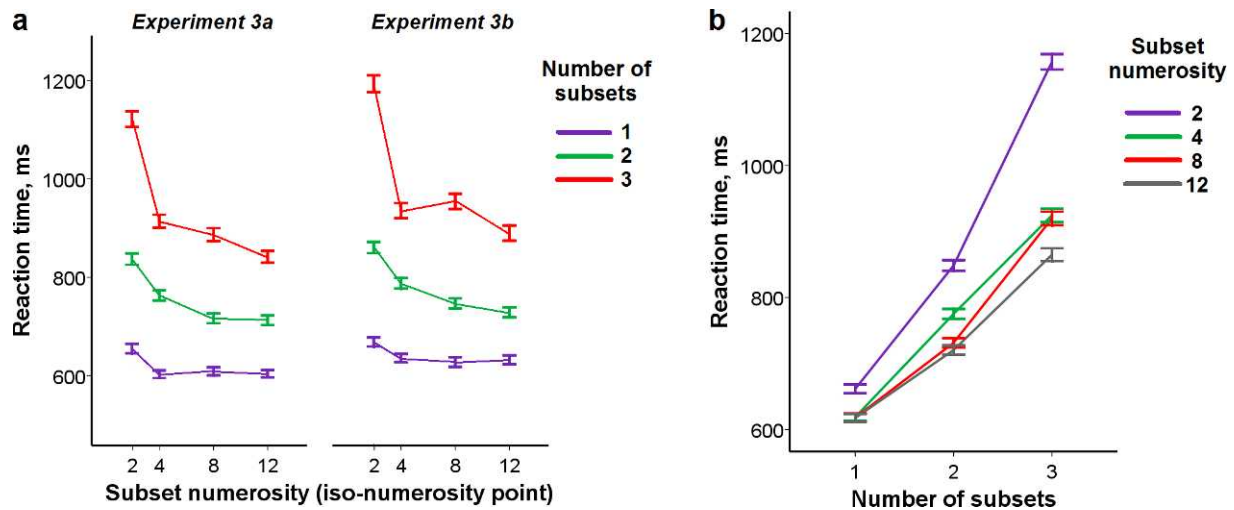 a
Experiment 3a
Experiment 3b
Reaction time, ms
1200
1000
800
600
2 4 8 12
2 4 8 12
Subset numerosity (iso-numerosity point)
Number of
subsets
1
2
3
b
Reaction time, ms
1200
1000
800
600
1 2 3
Number of subsets
Subset
numerosity
2
4
8
12